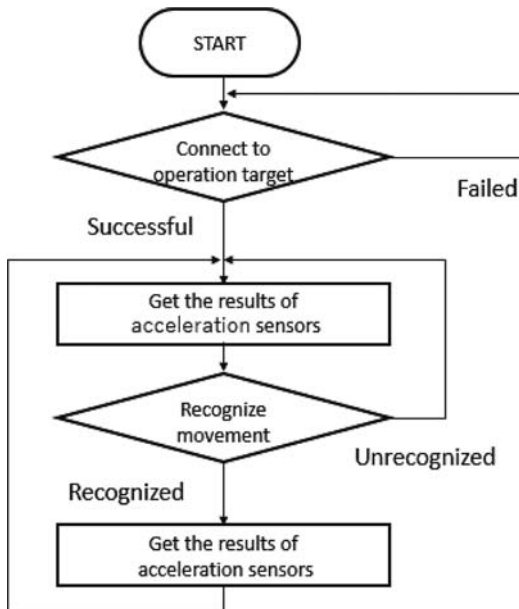 START
Connect to
operation target
Failed
Successful
Get the results of
acceleration sensors
Recognize
movement
Unrecognized
Recognized
Get the results of
acceleration sensors